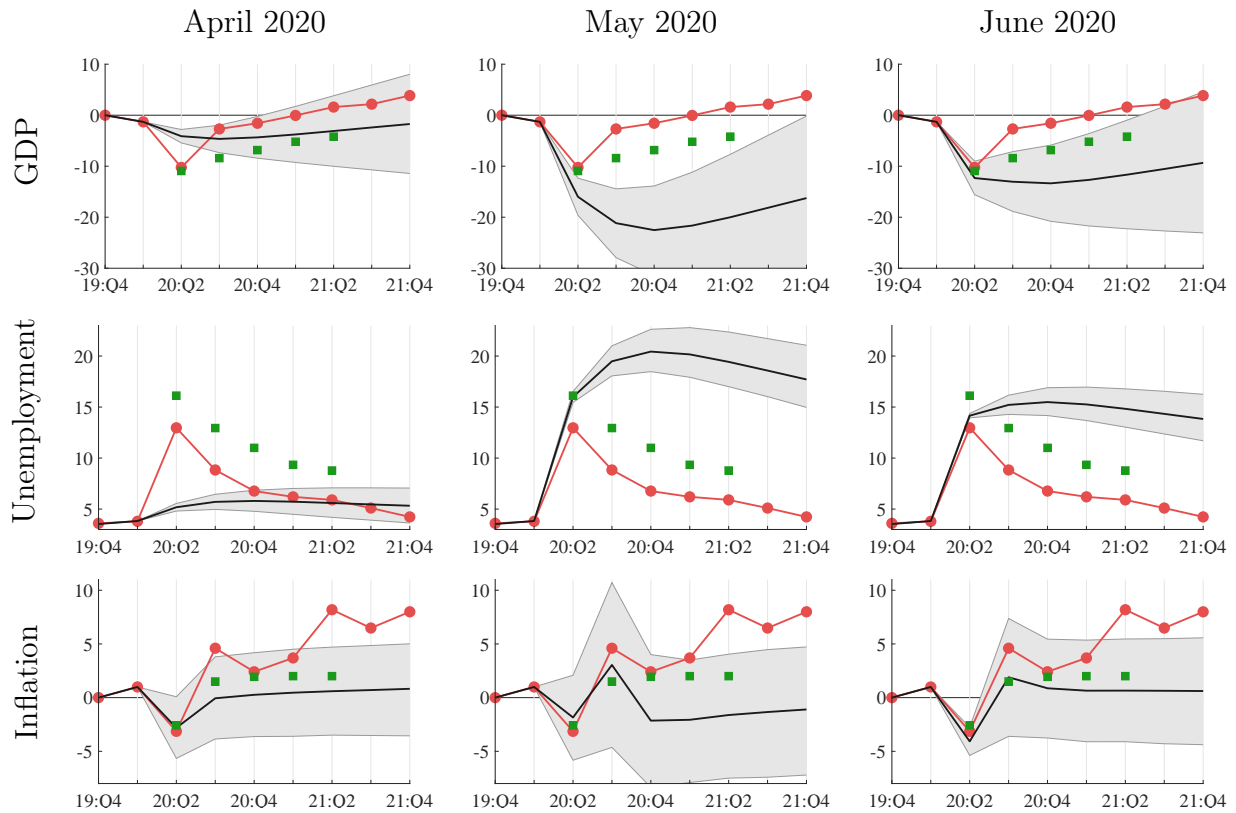 April 2020 May 2020 June 2020
GDP
10 10 10
0 0 0
-10 -10 -10
-20 -20 -20
-30 -30 -30
19:Q4 20:Q2 20:Q4 21:Q2 21:Q4 19:Q4 20:Q2 20:Q4 21:Q2 21:Q4 19:Q4 20:Q2 20:Q4 21:Q2 21:Q4
Unemployment
20 20 20
15 15 15
10 10 10
5 5 5
19:Q4 20:Q2 20:Q4 21:Q2 21:Q4 19:Q4 20:Q2 20:Q4 21:Q2 21:Q4 19:Q4 20:Q2 20:Q4 21:Q2 21:Q4
Inflation
10 10 10
5 5 5
0 0 0
-5 -5 -5
19:Q4 20:Q2 20:Q4 21:Q2 21:Q4 19:Q4 20:Q2 20:Q4 21:Q2 21:Q4 19:Q4 20:Q2 20:Q4 21:Q2 21:Q4